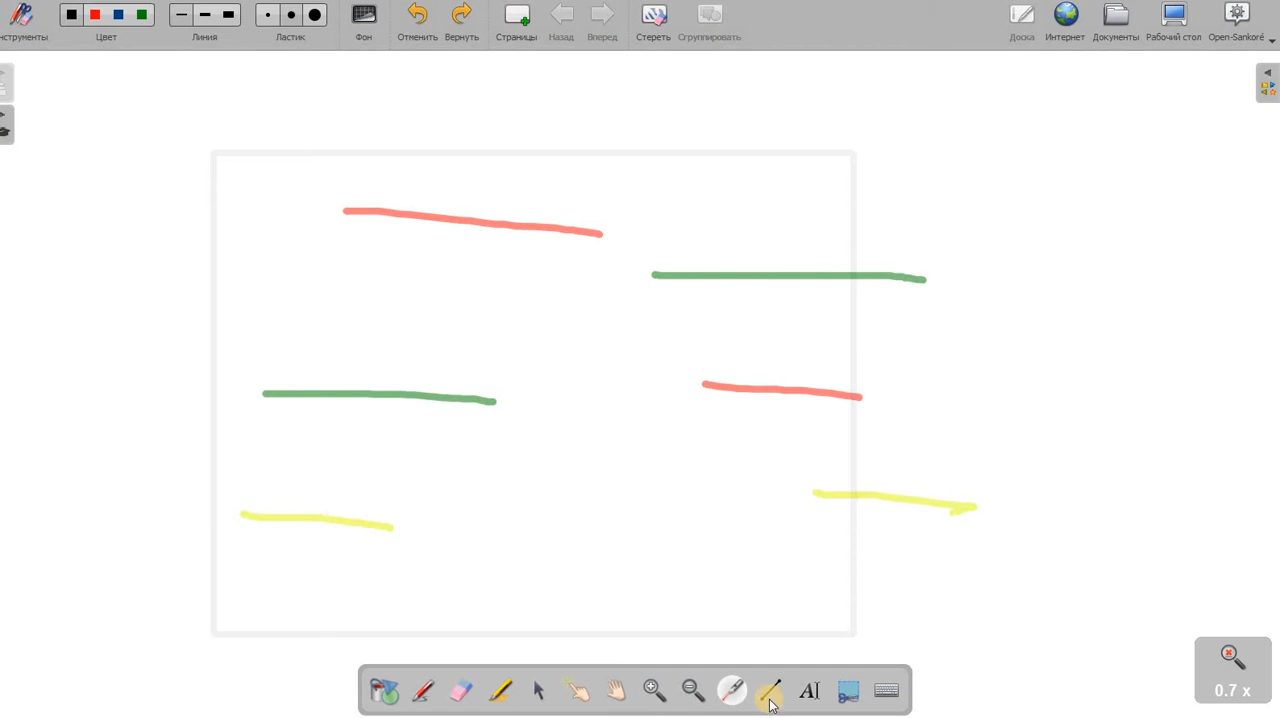 нструменты Цвет Линия Ластик Фон Отменить Вернуть Страницы Назад Вперед Стереть Сгруппировать Доска Интернет Документы Рабочий стол Open-Sankoré
AI
0.7 x